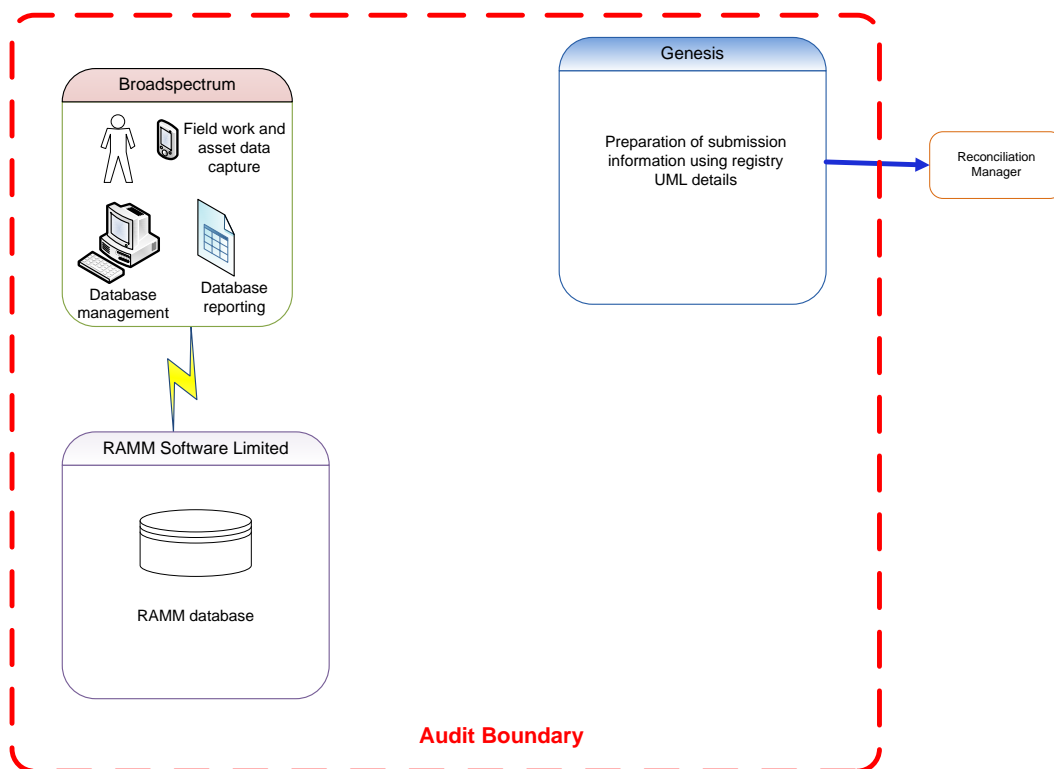 Broadspectrum
Field work and
asset data
capture
Database
management
Database
reporting
Genesis
Preparation of submission
information using registry
UML details
Reconciliation
Manager
RAMM Software Limited
RAMM database
Audit Boundary